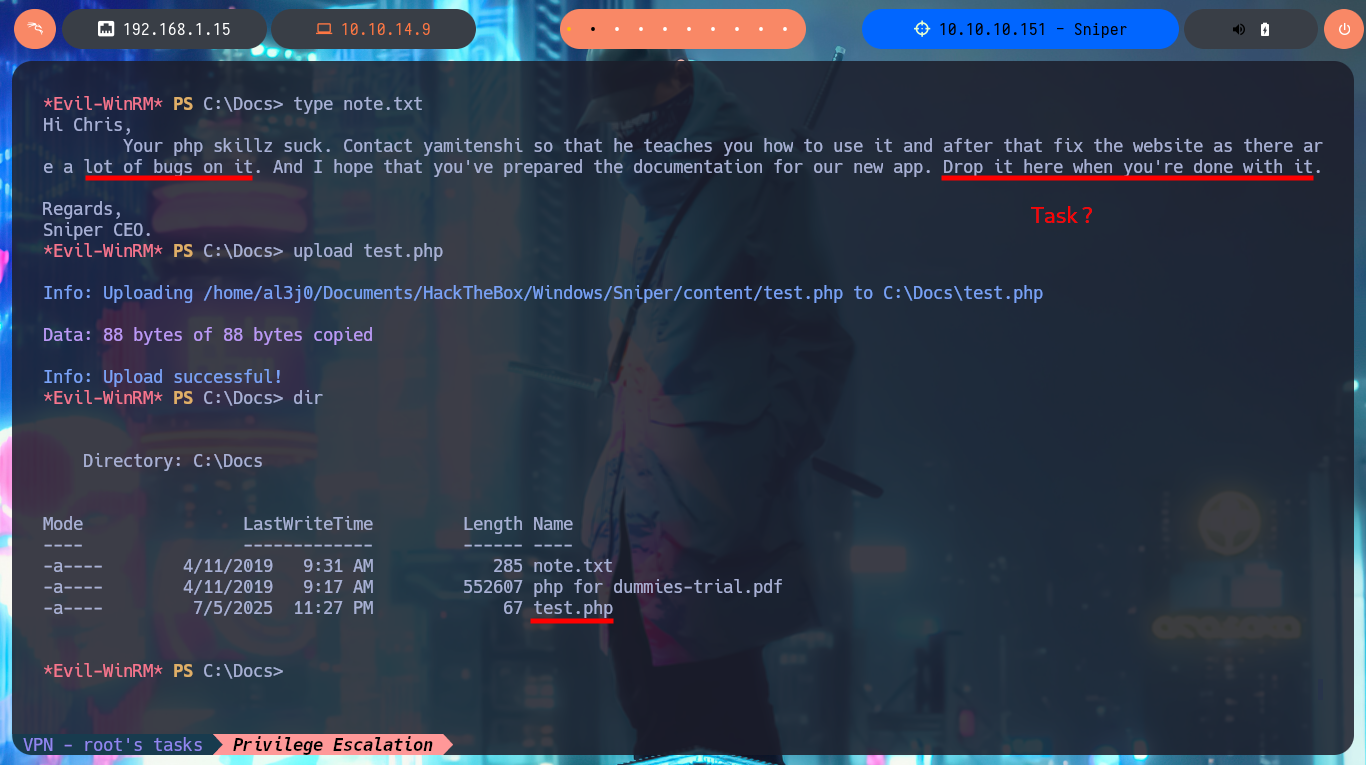 192.168.1.15 10.10.14.9 10.10.10.151 - Sniper
*Evil-WinRM* PS C:\Docs> type note.txt
Hi Chris,
Your php skillz suck. Contact yamitenshi so that he teaches you how to use it and after that fix the website as there ar
e a lot of bugs on it. And I hope that you've prepared the documentation for our new app. Drop it here when you're done with it.
Regards,
Task?
Sniper CEO.
*Evil-WinRM* PS C:\Docs> upload test.php
Info: Uploading /home/al3j0/Documents/HackTheBox/Windows/Sniper/content/test.php to C:\Docs\test.php
Data: 88 bytes of 88 bytes copied
Info: Upload successful!
*Evil-WinRM* PS C:\Docs> dir
Directory: C:\Docs
Mode LastWriteTime Length Name
---- ------------- ------ ----
-a---- 4/11/2019 9:31 AM 285 note.txt
-a---- 4/11/2019 9:17 AM 552607 php for dummies-trial.pdf
-a---- 7/5/2025 11:27 PM 67 test.php
*Evil-WinRM* PS C:\Docs>
VPN - root's tasks Privilege Escalation